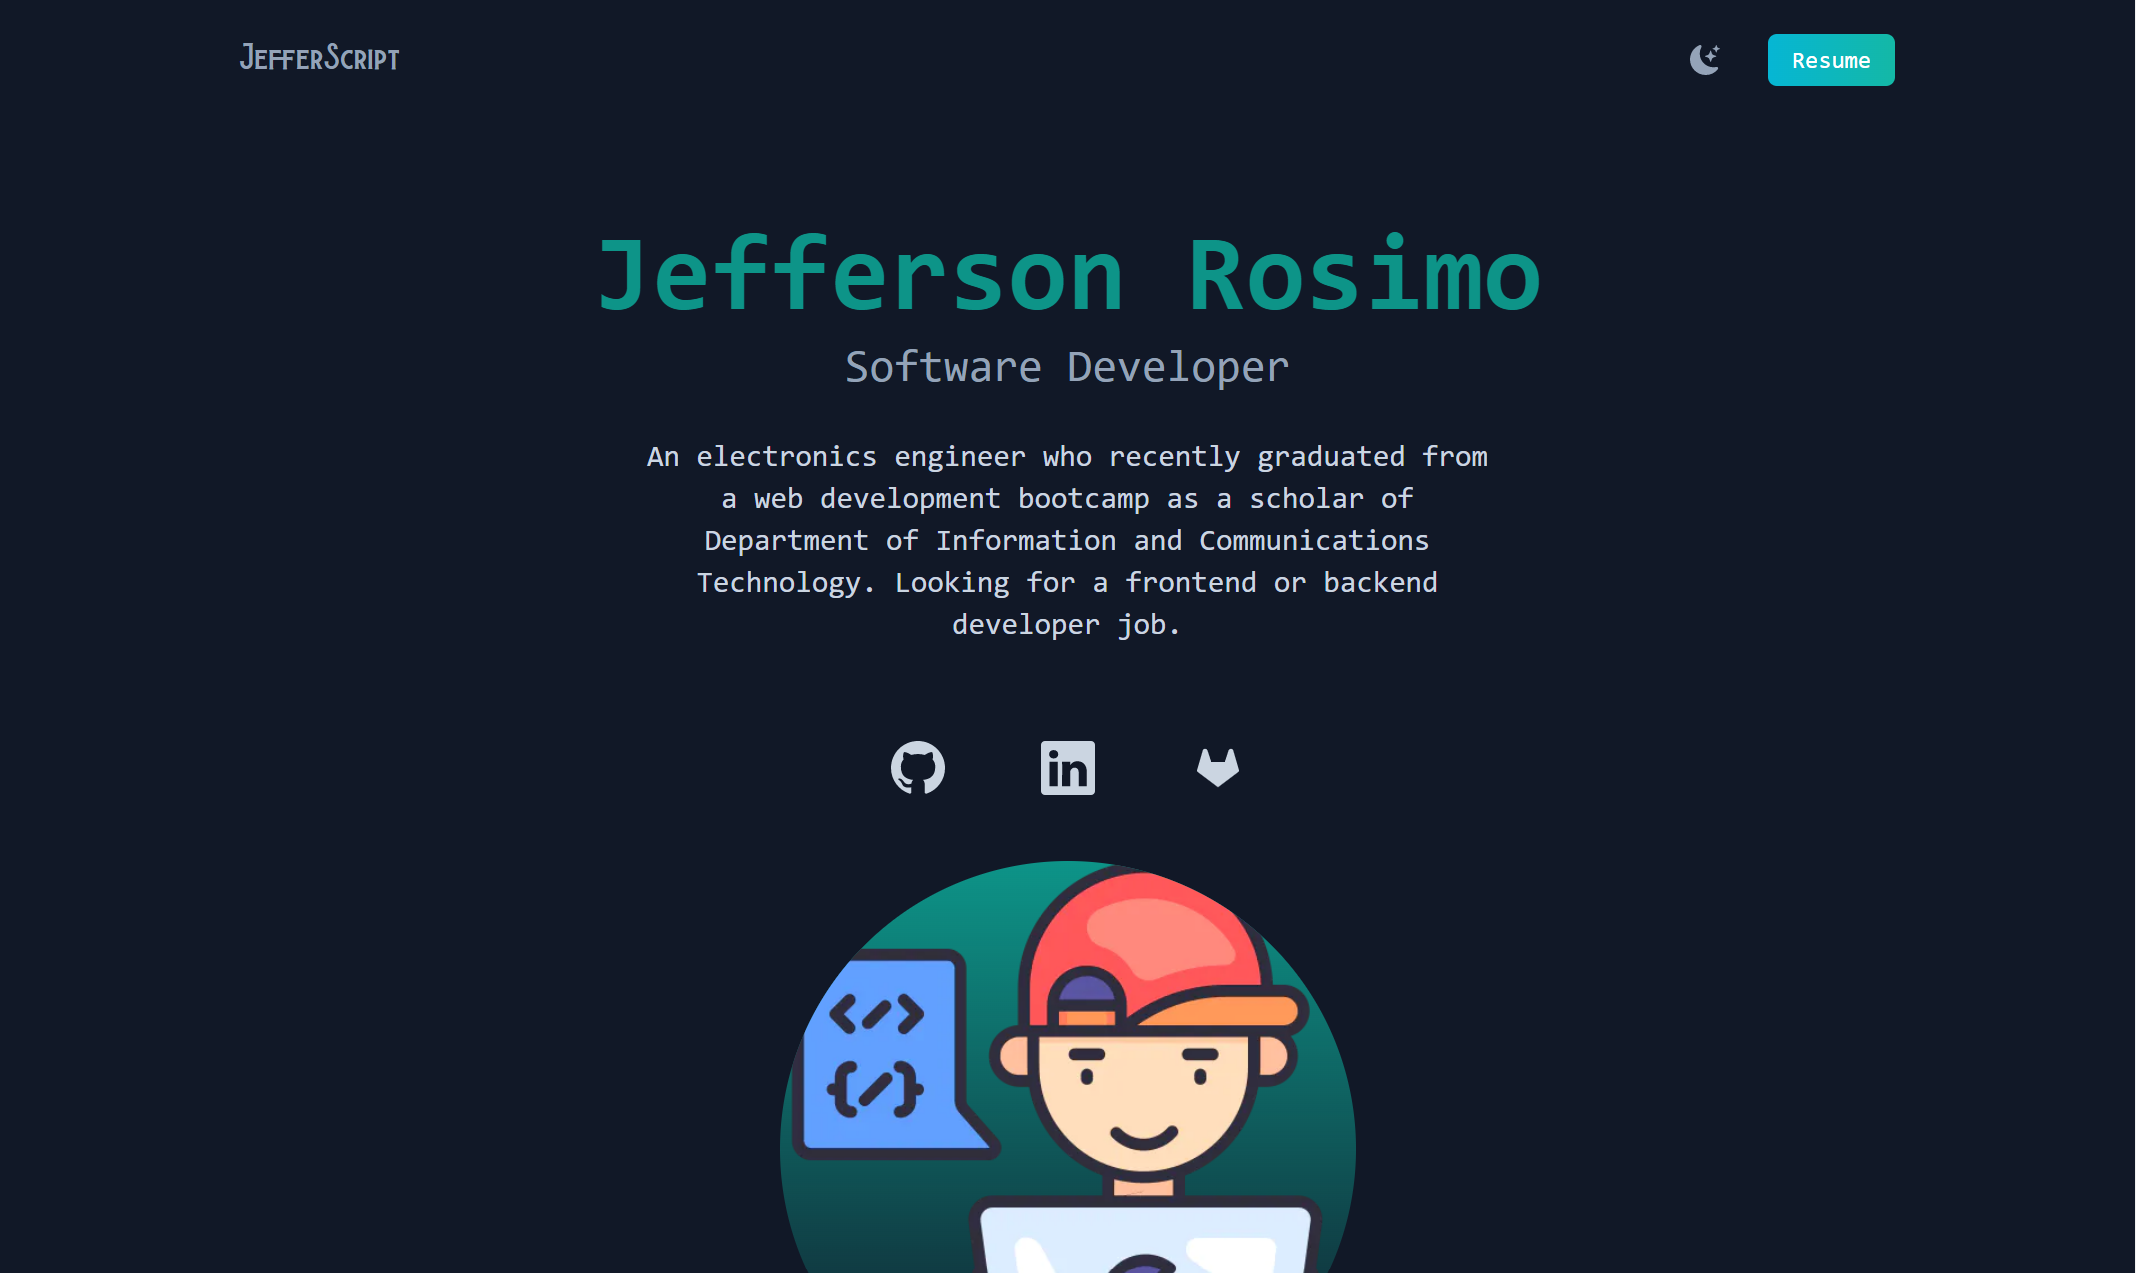 JefferScript
Resume
Jefferson Rosimo
Software Developer
An electronics engineer who recently graduated from
a web development bootcamp as a scholar of
Department of Information and Communications
Technology. Looking for a frontend or backend
developer job.
in
</>
{/}